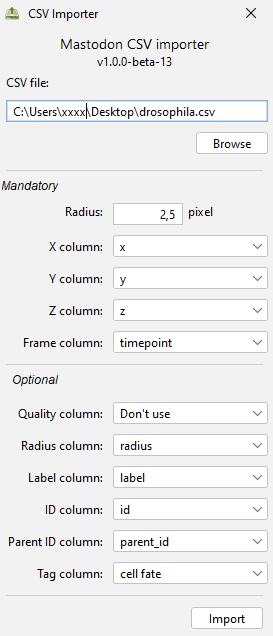 CSV Importer
Mastodon CSV importer
v1.0.0-beta-13
CSV file:
C:\Users\xxxx\Desktop\drosophila.csv
Browse
Mandatory
Radius: 2,5 pixel
X column: x
Y column: y
Z column: z
Frame column: timepoint
Optional
Quality column: Don't use
Radius column: radius
Label column: label
ID column: id
Parent ID column: parent_id
Tag column: cell fate
Import